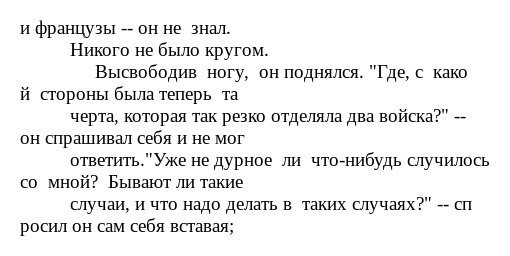 и французы -- он не  знал.
Никого не было кругом.
Высвободив  ногу,  он поднялся. "Где, с  како
й  стороны была теперь  та
черта, которая так резко отделяла два войска?" --
он спрашивал себя и не мог
ответить."Уже не дурное  ли  что-нибудь случилось
со  мной?  Бывают ли такие
случаи, и что надо делать в  таких случаях?" -- сп
росил он сам себя вставая;